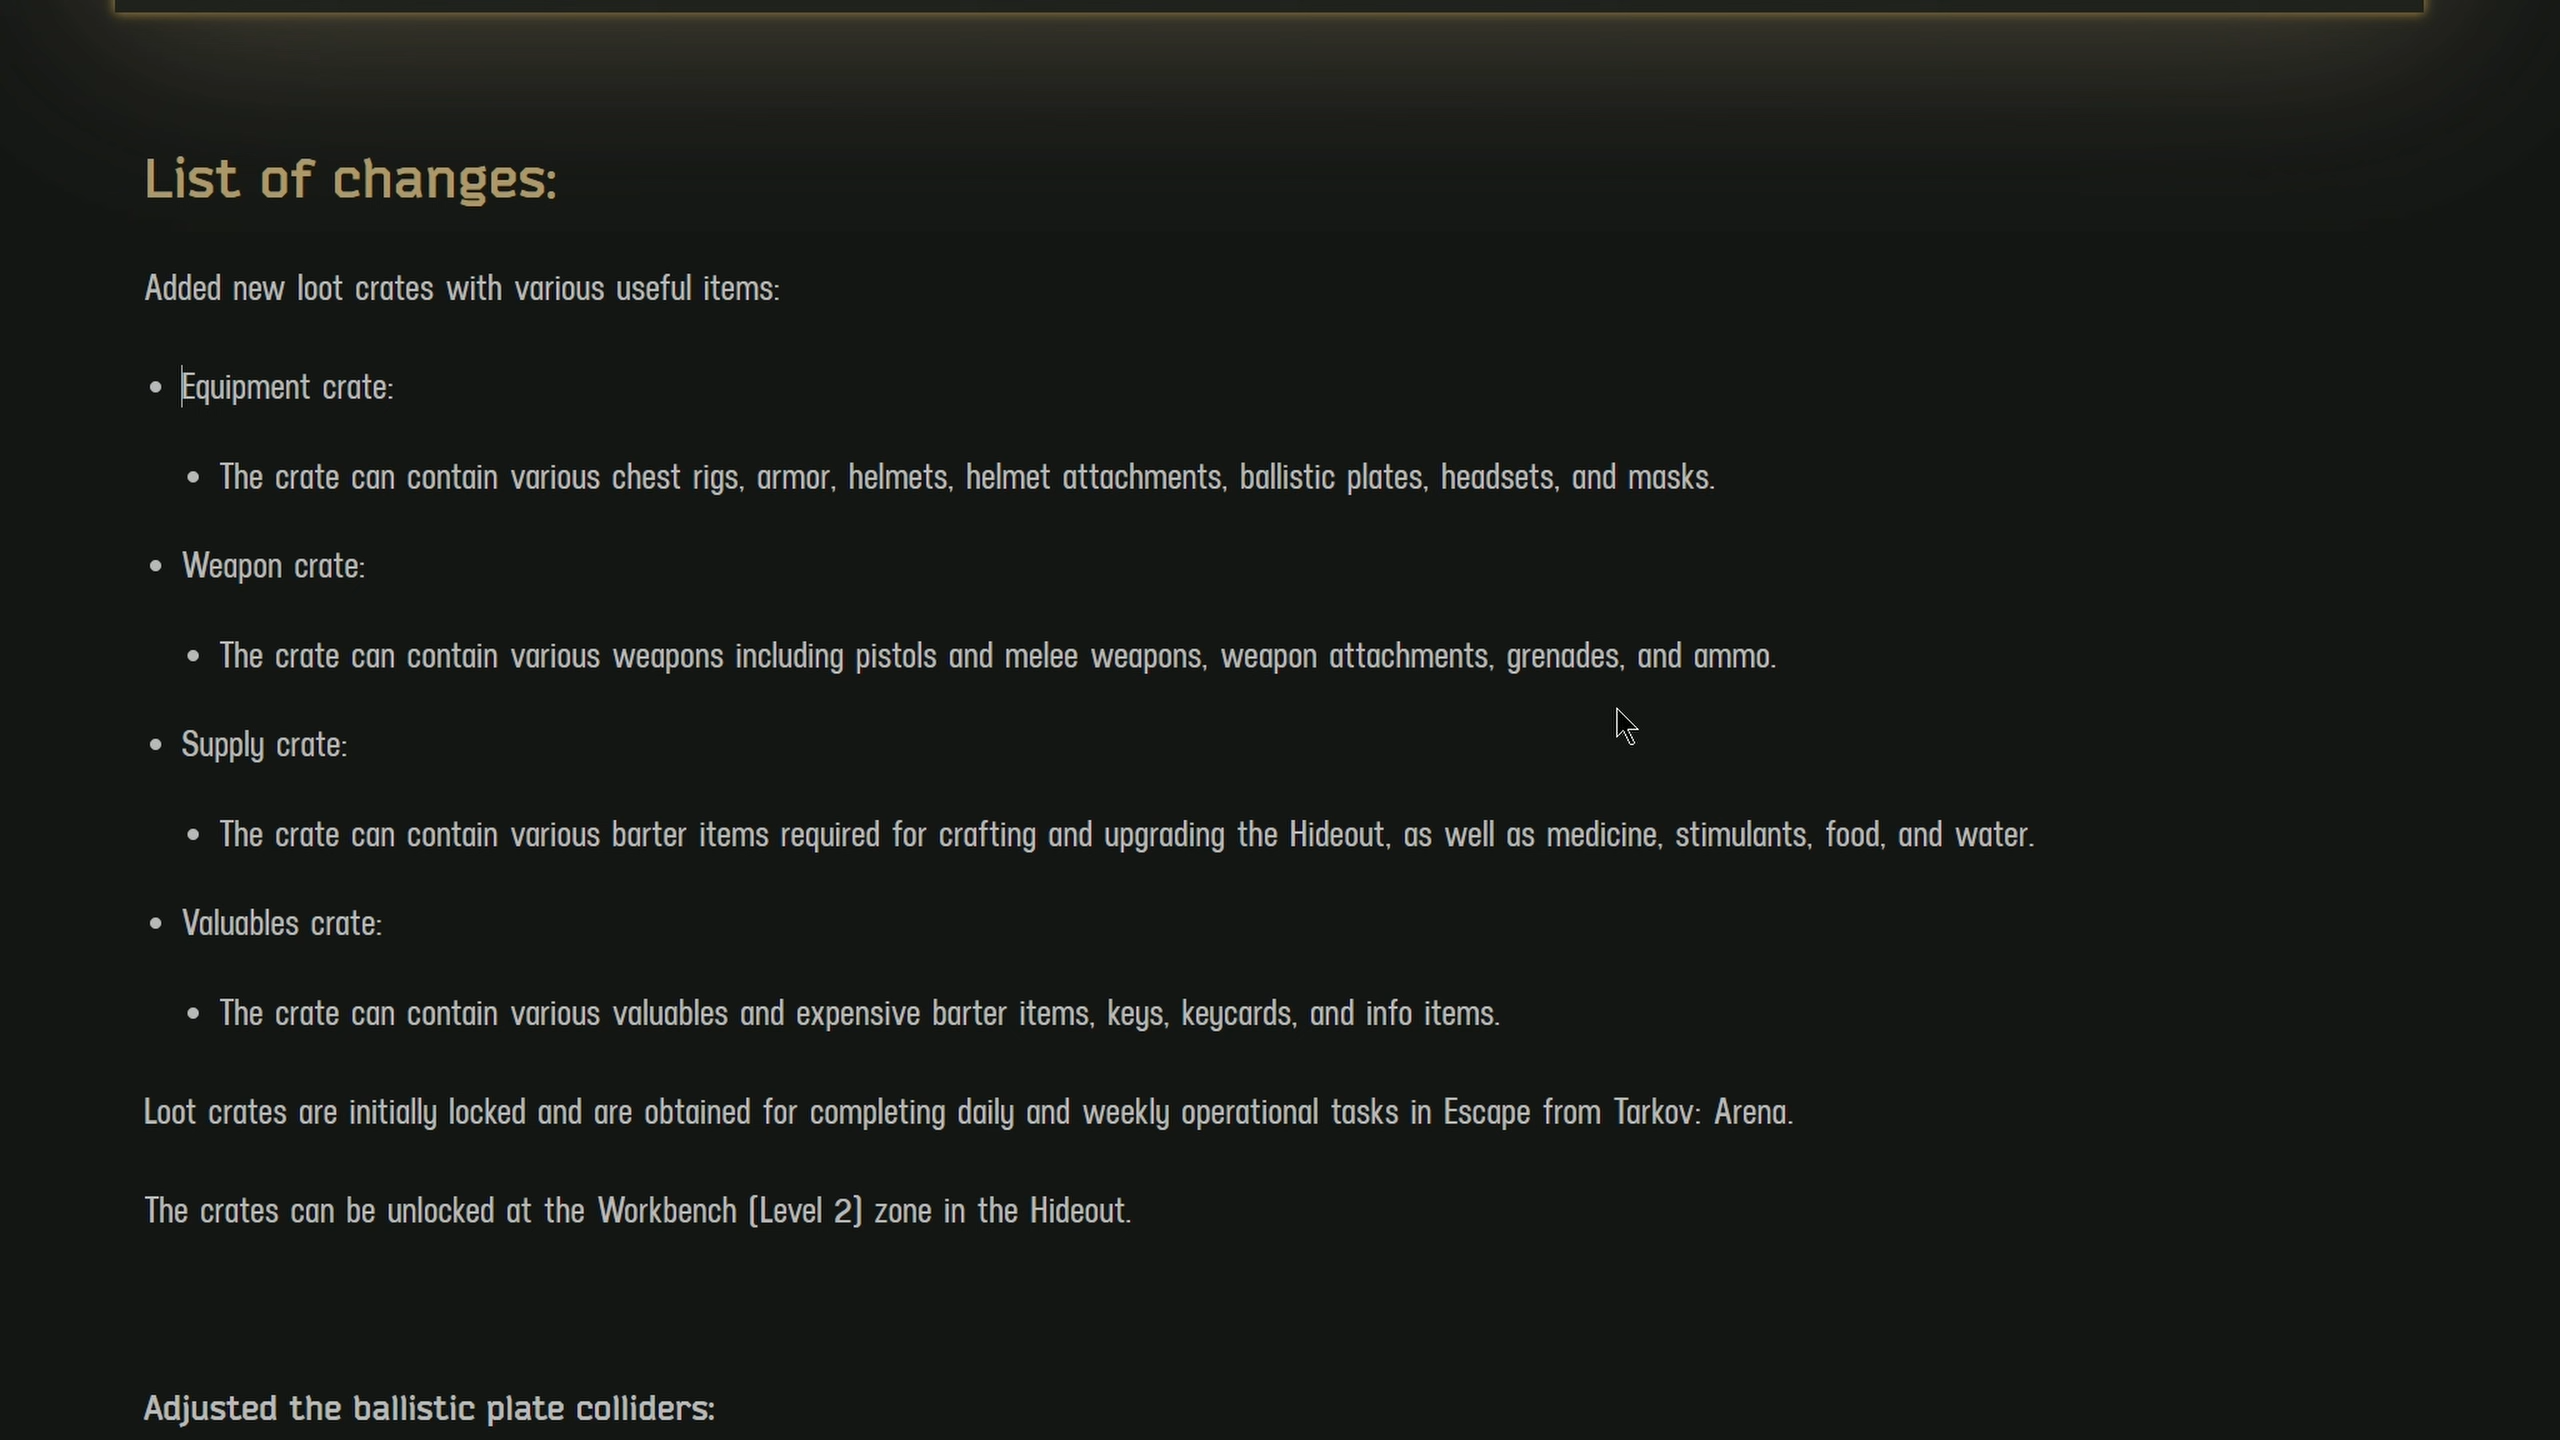 List of changes:
Added new loot crates with various useful items:
• Equipment crate:
• The crate can contain various chest rigs, armor, helmets, helmet attachments, ballistic plates, headsets, and masks.
• Weapon crate:
• The crate can contain various weapons including pistols and melee weapons, weapon attachments, grenades, and ammo.
• Supply crate:
• The crate can contain various barter items required for crafting and upgrading the Hideout, as well as medicine, stimulants, food, and water.
• Valuables crate:
• The crate can contain various valuables and expensive barter items, keys, keycards, and info items.
Loot crates are initially locked and are obtained for completing daily and weekly operational tasks in Escape from Tarkov: Arena.
The crates can be unlocked at the Workbench (Level 2) zone in the Hideout.
Adjusted the ballistic plate colliders: